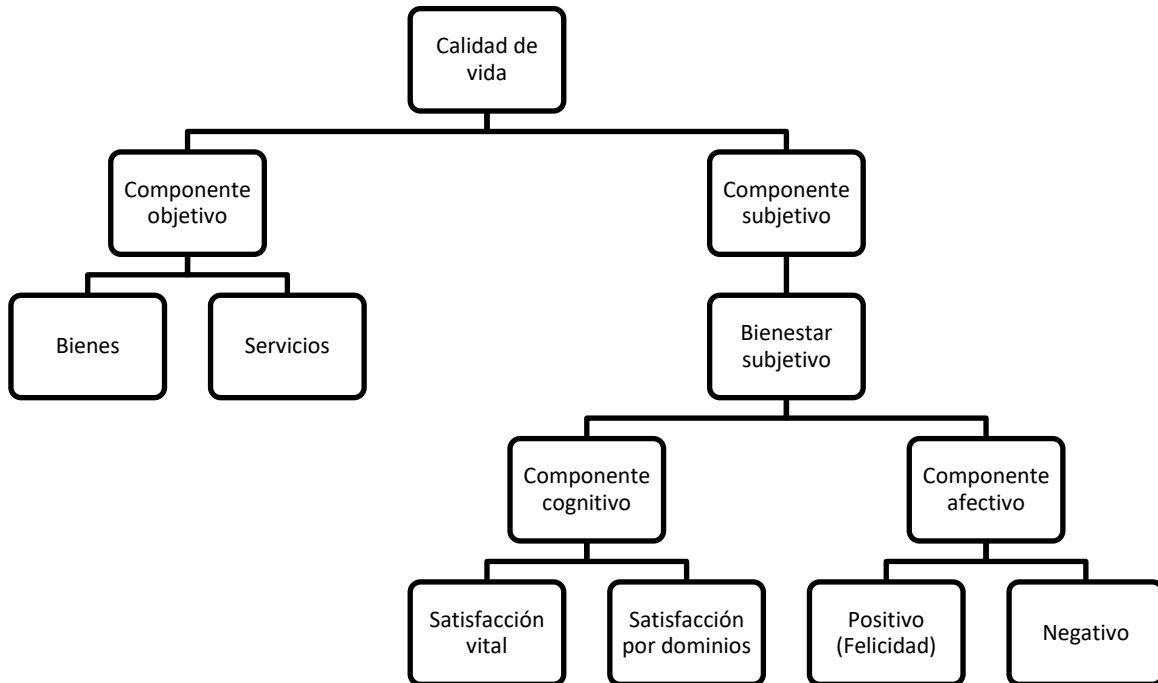 Calidad de
vida
Componente
objetivo
Componente
subjetivo
Bienes
Servicios
Bienestar
subjetivo
Componente
cognitivo
Componente
afectivo
Satisfacción
vital
Satisfacción
por dominios
Positivo
(Felicidad)
Negativo